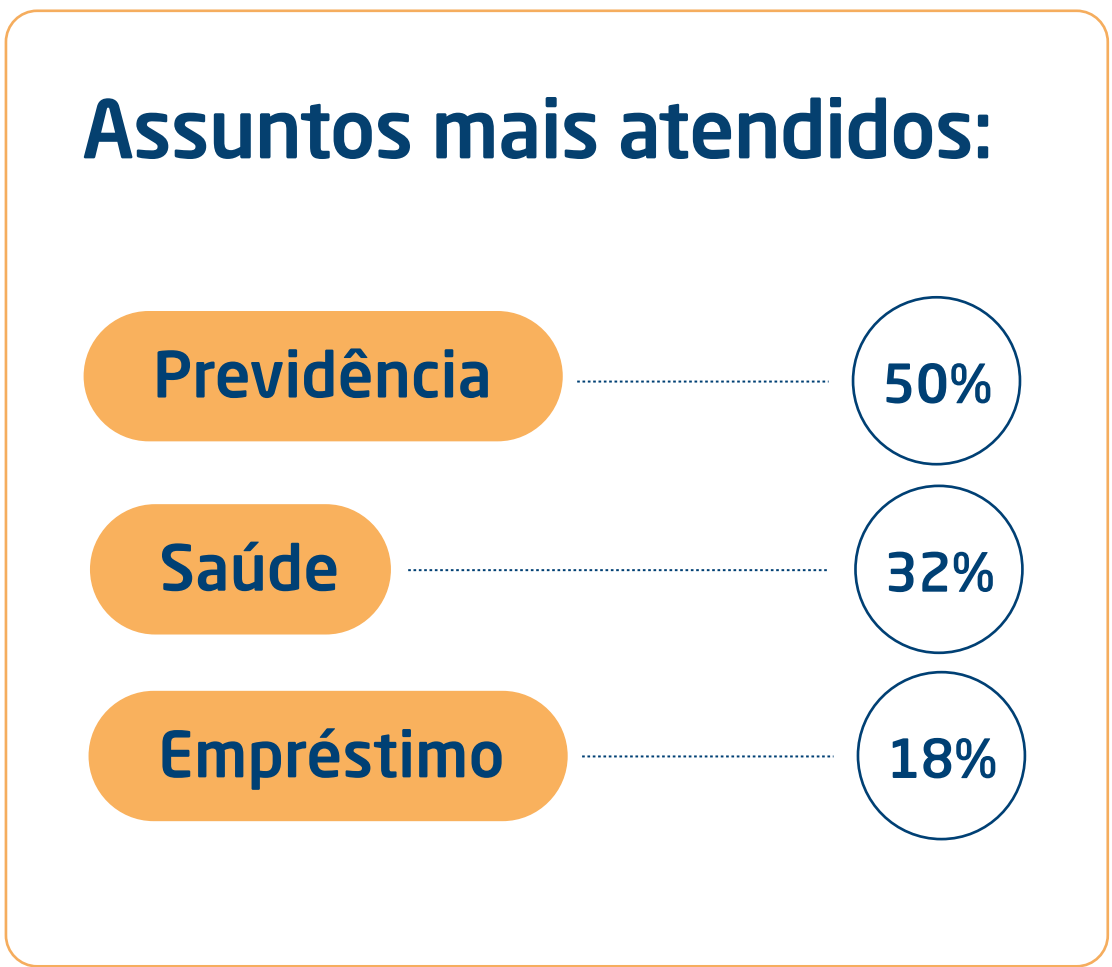 Assuntos mais atendidos:
Previdência 50%
Saúde 32%
Empréstimo 18%